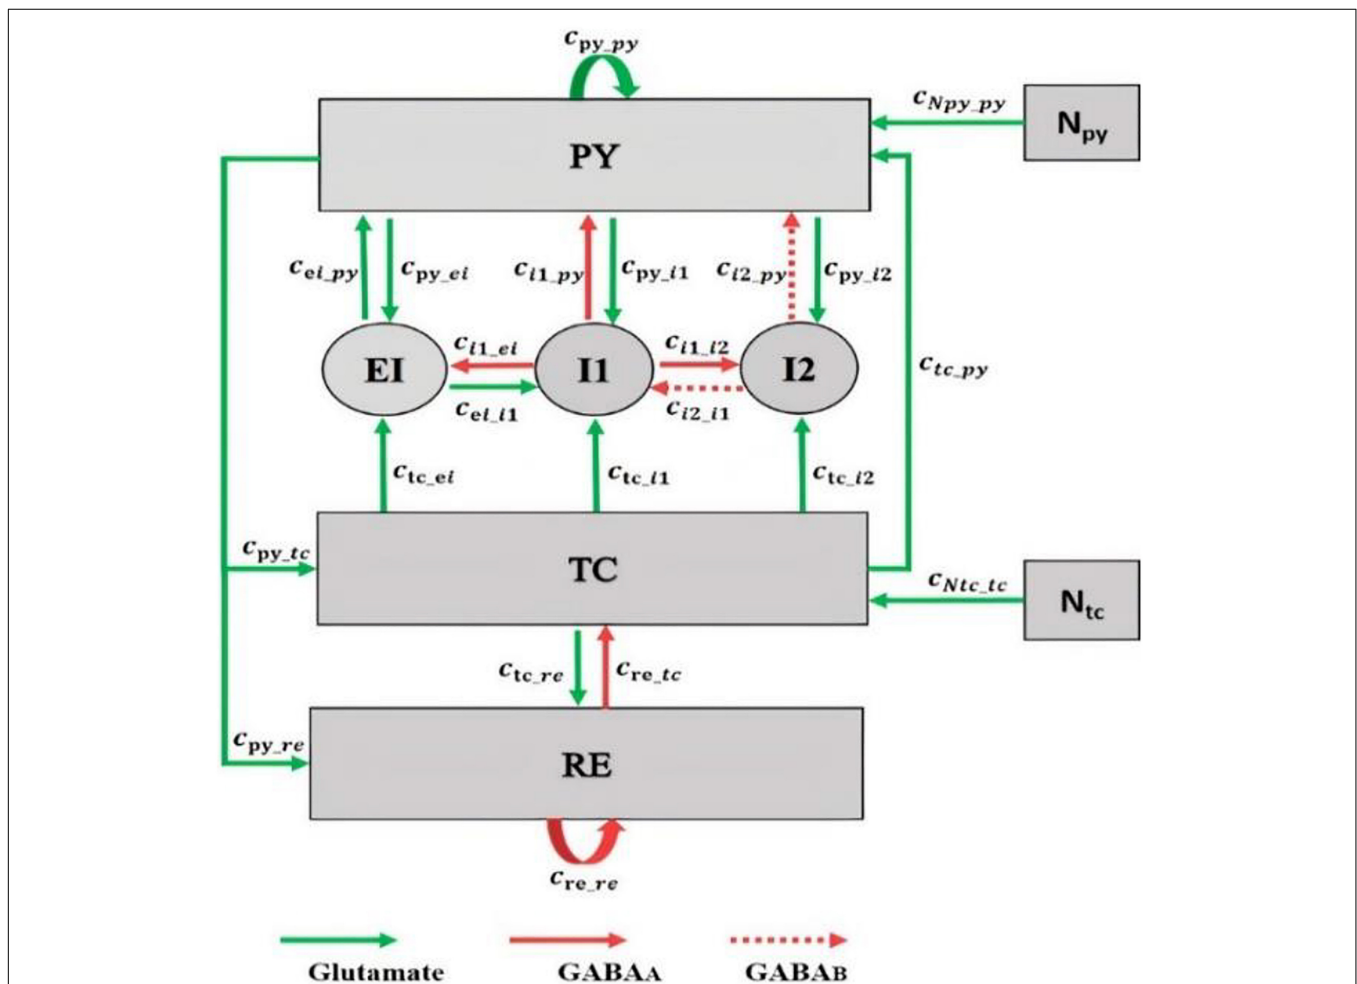 c_py_py
c_Npy_py
N_py
PY
c_ei_py
c_py_ei
c_i1_py
c_py_i1
c_i2_py
c_py_i2
c_i1_ei
c_i1_i2
EI
I1
I2
c_tc_py
c_ei_i1
c_i2_i1
c_tc_ei
c_tc_i1
c_tc_i2
c_py_tc
TC
c_Ntc_tc
N_tc
c_tc_re
c_re_tc
c_py_re
RE
c_re_re
Glutamate
GABAA
GABAB